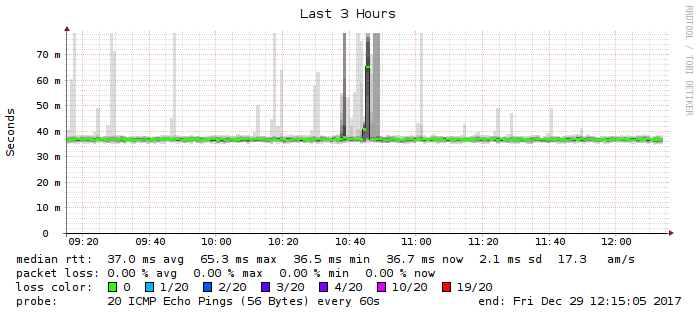 Last 3 Hours
RRDTOOL / TOBI OETIKER
Seconds
70 m
60 m
50 m
40 m
30 m
20 m
10 m
0
09:20 09:40 10:00 10:20 10:40 11:00 11:20 11:40 12:00
median rtt: 37.0 ms avg 65.3 ms max 36.5 ms min 36.7 ms now 2.1 ms sd 17.3 am/s
packet loss: 0.00 % avg 0.00 % max 0.00 % min 0.00 % now
loss color: 0 1/20 2/20 3/20 4/20 10/20 19/20
probe: 20 ICMP Echo Pings (56 Bytes) every 60s end: Fri Dec 29 12:15:05 2017